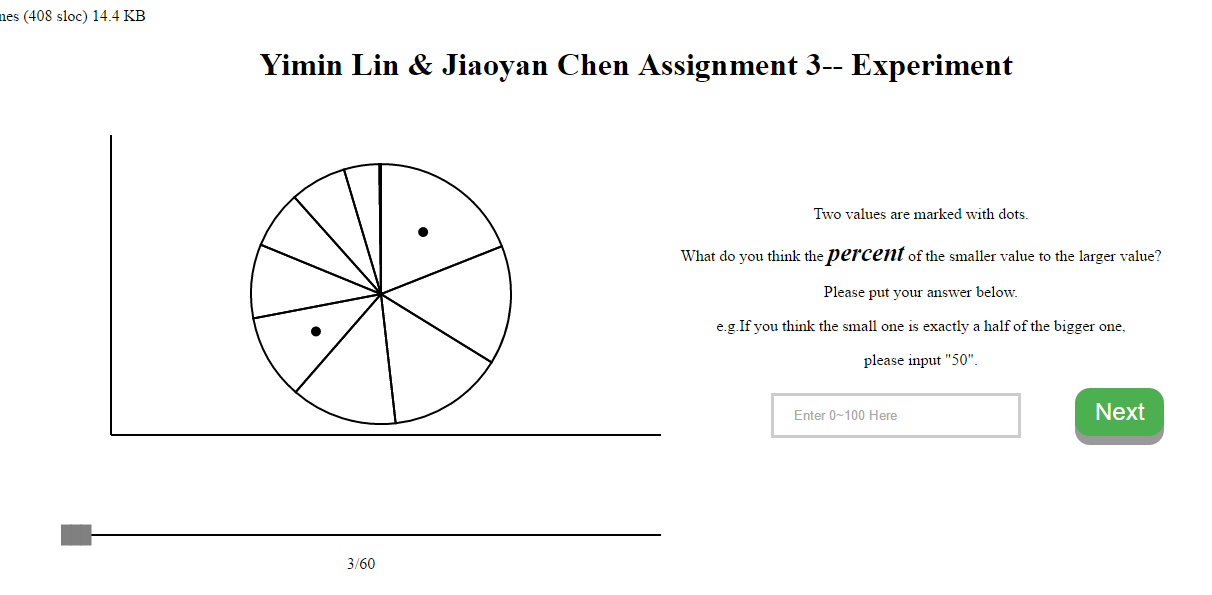 (408 sloc) 14.4 KB
Yimin Lin & Jiaoyan Chen Assignment 3-- Experiment
Two values are marked with dots.
What do you think the percent of the smaller value to the larger value?
Please put your answer below.
e.g.If you think the small one is exactly a half of the bigger one,
please input "50".
Enter 0~100 Here
Next
3/60